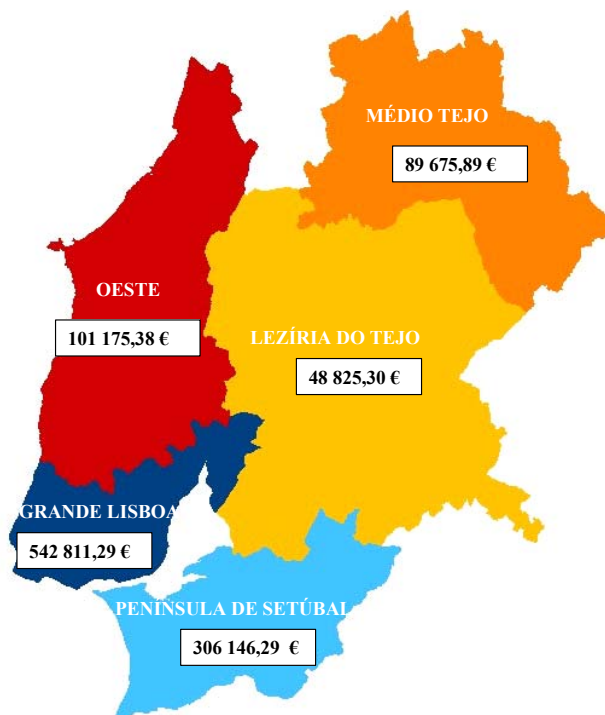 MÉDIO TEJO
89 675,89 €
OESTE
101 175,38 €
LEZÍRIA DO TEJO
48 825,30 €
GRANDE LISBOA
542 811,29 €
PENÍNSULA DE SETÚBAL
306 146,29 €